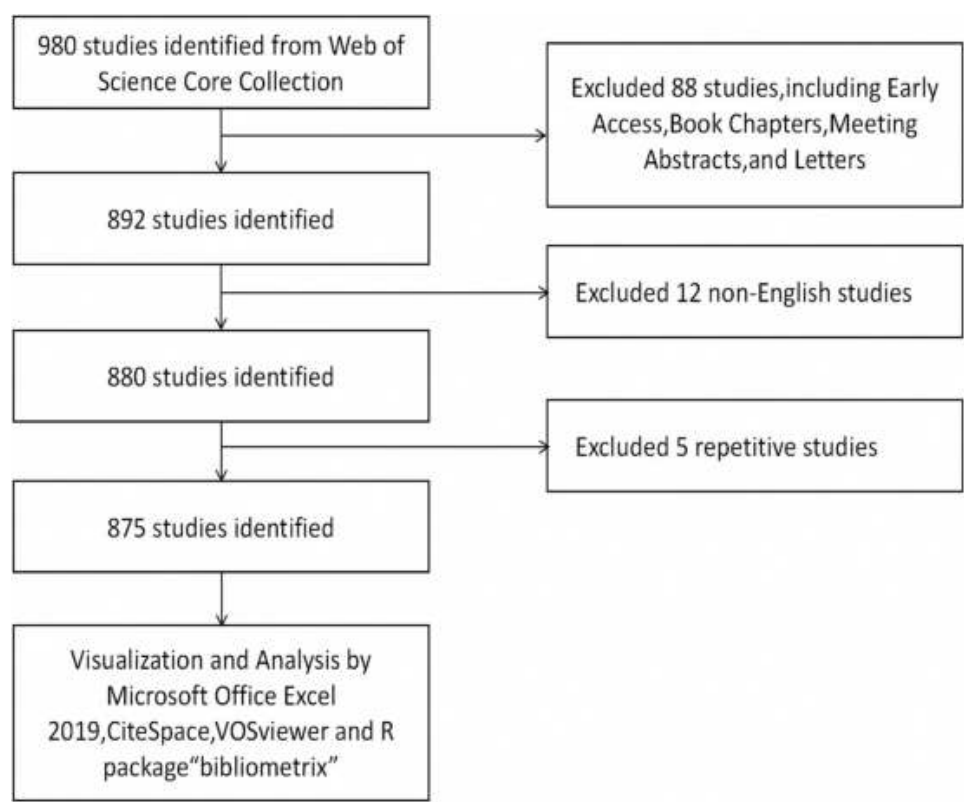 980 studies identified from Web of
Science Core Collection
Excluded 88 studies,including Early
Access,Book Chapters,Meeting
Abstracts,and Letters
892 studies identified
Excluded 12 non-English studies
880 studies identified
Excluded 5 repetitive studies
875 studies identified
Visualization and Analysis by
Microsoft Office Excel
2019,CiteSpace,VOSviewer and R
package“bibliometrix”